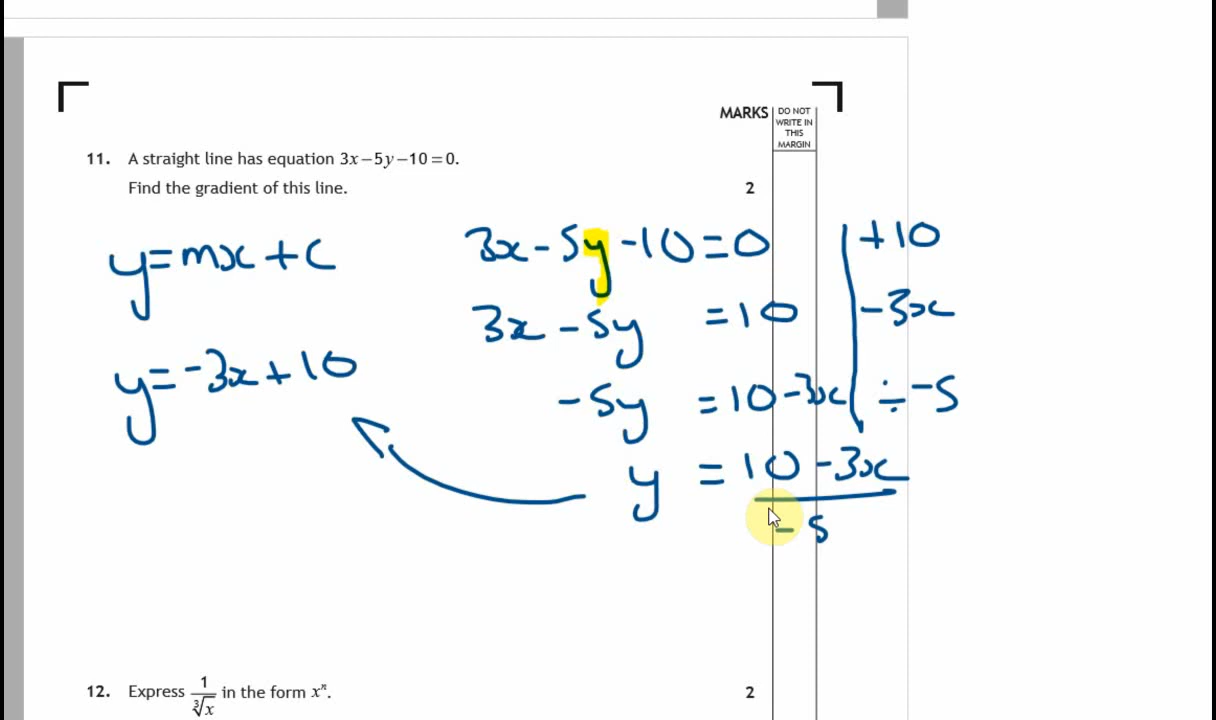 MARKS
DO NOT
WRITE IN
THIS
MARGIN
11. A straight line has equation 3x−5y−10=0.
Find the gradient of this line.
2
y=mx+c
3x-5y-10=0 | +10
3x-5y =10 | -3x
y=-3x+10
-5y =10-3x | ÷-5
y = 10-3x
-5
12. Express 1/∛x in the form xⁿ.
2